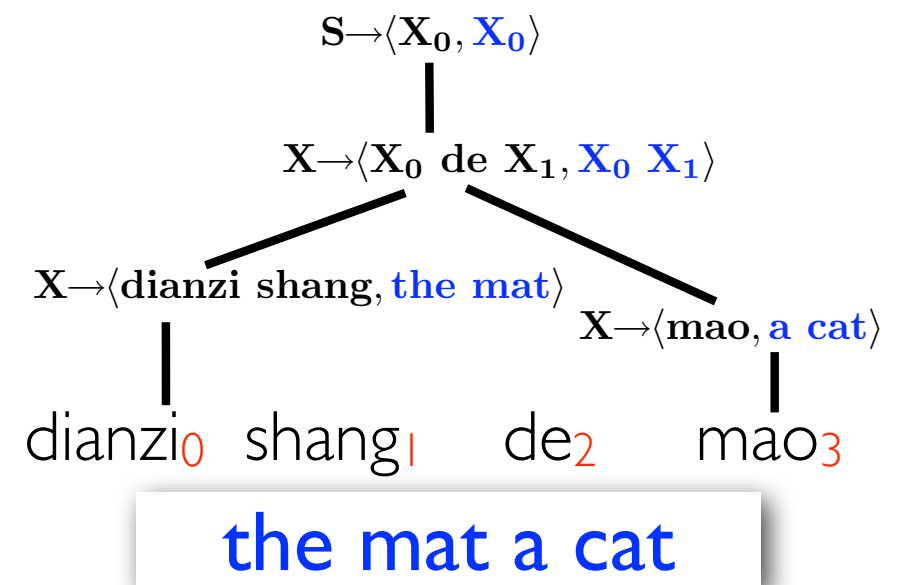 S→⟨X₀, X₀⟩
X→⟨X₀ de X₁, X₀ X₁⟩
X→⟨dianzi shang, the mat⟩
X→⟨mao, a cat⟩
dianzi₀ shang₁ de₂ mao₃
the mat a cat